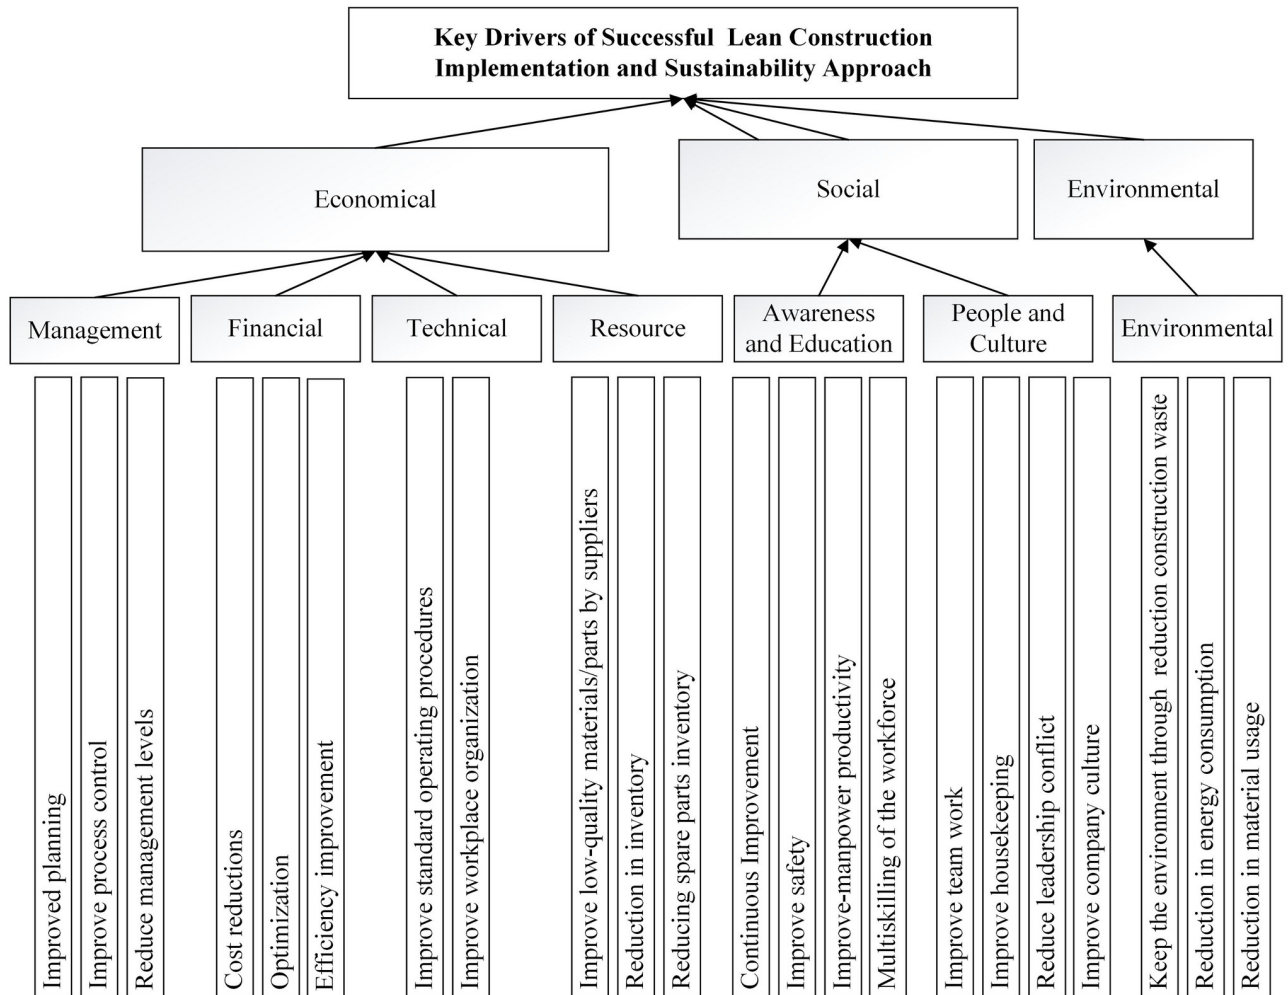 Key Drivers of Successful Lean Construction
Implementation and Sustainability Approach
Economical
Social
Environmental
Management
Financial
Technical
Resource
Awareness
and Education
People and
Culture
Environmental
Improved planning
Improve process control
Reduce management levels
Cost reductions
Optimization
Efficiency improvement
Improve standard operating procedures
Improve workplace organization
Improve low-quality materials/parts by suppliers
Reduction in inventory
Reducing spare parts inventory
Continuous Improvement
Improve safety
Improve-manpower productivity
Multiskilling of the workforce
Improve team work
Improve housekeeping
Reduce leadership conflict
Improve company culture
Keep the environment through reduction construction waste
Reduction in energy consumption
Reduction in material usage